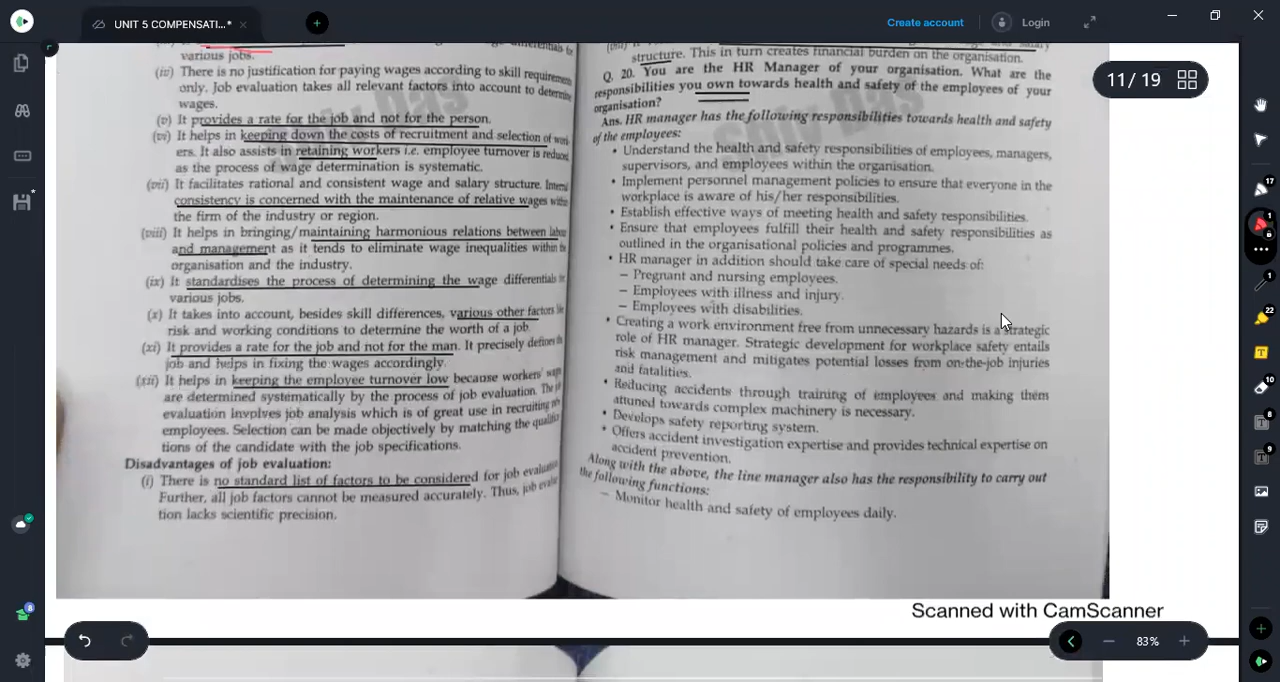 UNIT 5 COMPENSATI...*
Create account
Login
11 / 19
various jobs.
(iv) There is no justification for paying wages according to skill requirement
only. Job evaluation takes all relevant factors into account to determine
wages.
(v) It provides a rate for the job and not for the person.
(vi) It helps in keeping down the costs of recruitment and selection of work
ers. It also assists in retaining workers i.e. employee turnover is reduced
as the process of wage determination is systematic.
(vii) It facilitates rational and consistent wage and salary structure. Internal
consistency is concerned with the maintenance of relative wages within
the firm of the industry or region.
(viii) It helps in bringing/maintaining harmonious relations between labour
and management as it tends to eliminate wage inequalities within the
organisation and the industry.
(ix) It standardises the process of determining the wage differentials for
various jobs.
(x) It takes into account, besides skill differences, various other factors like
risk and working conditions to determine the worth of a job.
(xi) It provides a rate for the job and not for the man. It precisely defines the
job and helps in fixing the wages accordingly.
(xii) It helps in keeping the employee turnover low because workers' wages
are determined systematically by the process of job evaluation. The job
evaluation involves job analysis which is of great use in recruiting
employees. Selection can be made objectively by matching the qualifica
tions of the candidate with the job specifications.
Disadvantages of job evaluation:
(i) There is no standard list of factors to be considered for job evaluation
Further, all job factors cannot be measured accurately. Thus, job evalua
tion lacks scientific precision.
structure. This in turn creates financial burden on the organisation.
Q. 20. You are the HR Manager of your organisation. What are the
responsibilities you own towards health and safety of the employees of your
organisation?
Ans. HR manager has the following responsibilities towards health and safety
of the employees:
• Understand the health and safety responsibilities of employees, managers,
supervisors, and employees within the organisation.
• Implement personnel management policies to ensure that everyone in the
workplace is aware of his/her responsibilities.
• Establish effective ways of meeting health and safety responsibilities.
• Ensure that employees fulfill their health and safety responsibilities as
outlined in the organisational policies and programmes.
• HR manager in addition should take care of special needs of:
– Pregnant and nursing employees.
– Employees with illness and injury.
– Employees with disabilities.
• Creating a work environment free from unnecessary hazards is a strategic
role of HR manager. Strategic development for workplace safety entails
risk management and mitigates potential losses from on-the-job injuries
and fatalities.
• Reducing accidents through training of employees and making them
attuned towards complex machinery is necessary.
• Develops safety reporting system.
• Offers accident investigation expertise and provides technical expertise on
accident prevention.
Along with the above, the line manager also has the responsibility to carry out
the following functions:
– Monitor health and safety of employees daily.
Shiv Das
Scanned with CamScanner
83%